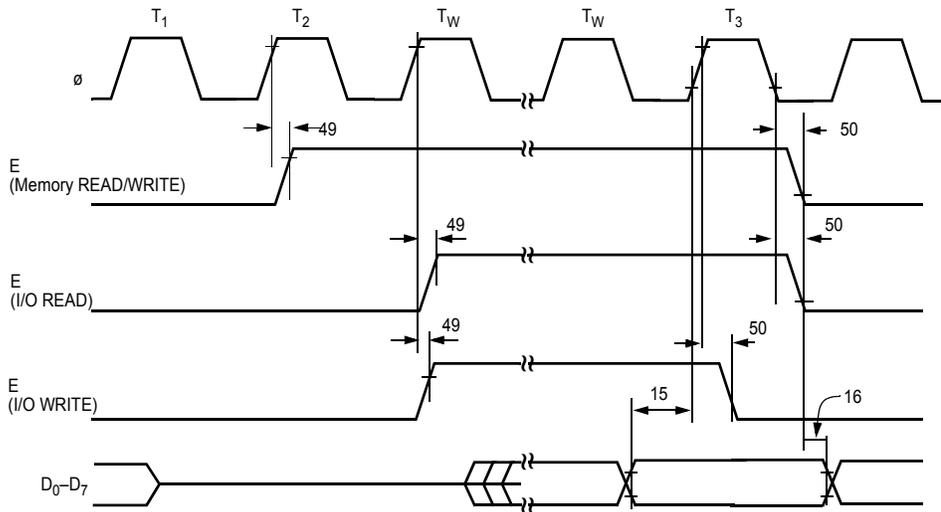 T1 T2 TW TW T3
ø
49 50
E
(Memory READ/WRITE)
49 50
E
(I/O READ)
49 50
E
(I/O WRITE)
15 16
D0–D7